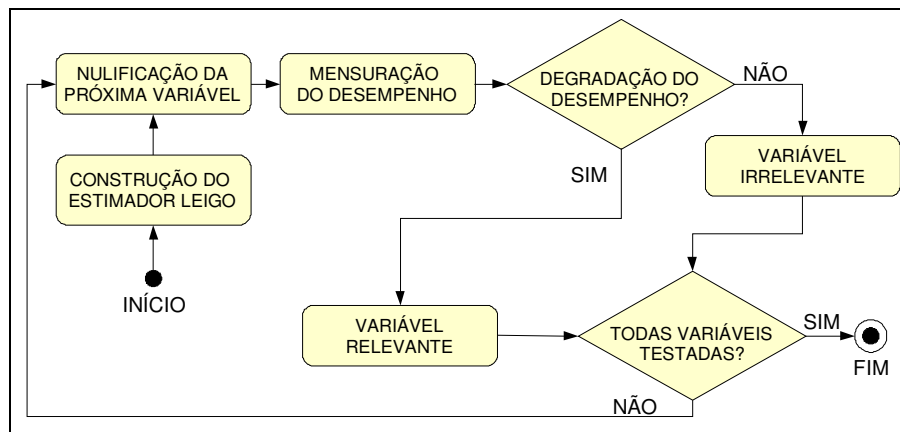 NULIFICAÇÃO DA
PRÓXIMA VARIÁVEL
MENSURAÇÃO
DO DESEMPENHO
DEGRADAÇÃO DO
DESEMPENHO?
NÃO
SIM
VARIÁVEL
IRRELEVANTE
CONSTRUÇÃO DO
ESTIMADOR LEIGO
INÍCIO
VARIÁVEL
RELEVANTE
TODAS VARIÁVEIS
TESTADAS?
SIM
FIM
NÃO